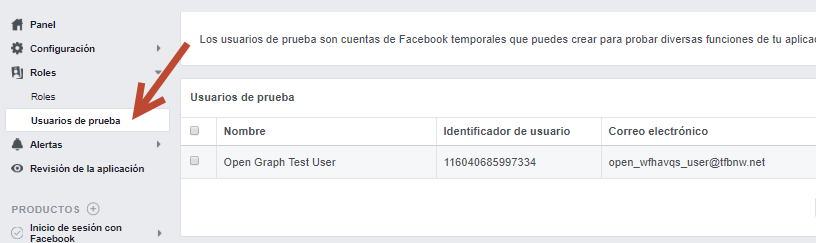 Panel
Configuración
Roles
Roles
Usuarios de prueba
Alertas
Revisión de la aplicación
PRODUCTOS
Inicio de sesión con
Facebook
Los usuarios de prueba son cuentas de Facebook temporales que puedes crear para probar diversas funciones de tu
Usuarios de prueba
Nombre Identificador de usuario Correo electrónico
Open Graph Test User 116040685997334 open_wfhavqs_user@tfbnw.net